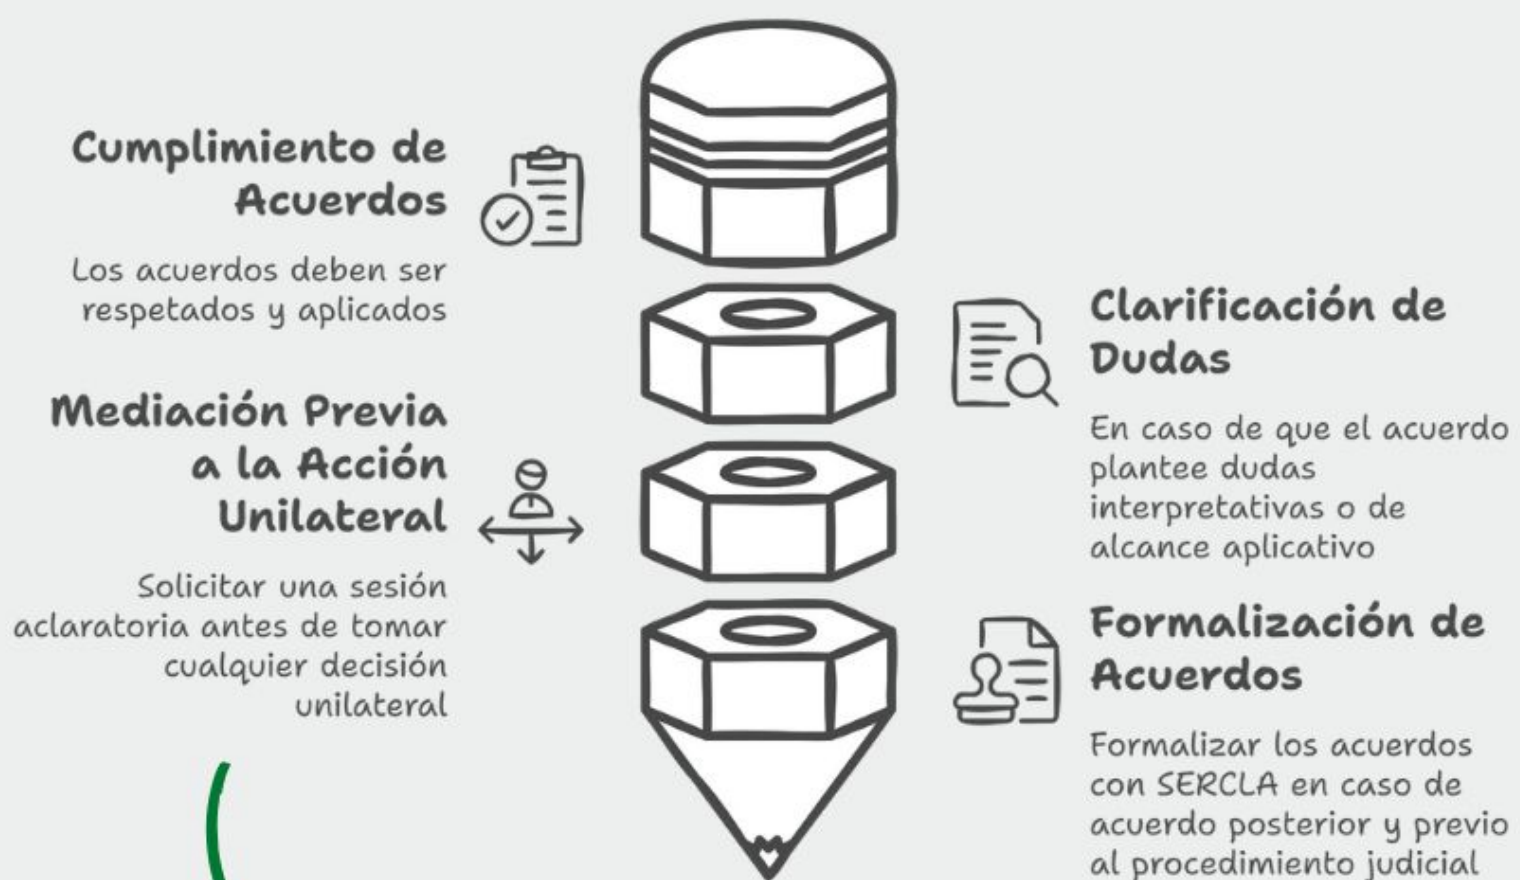 Cumplimiento de
Acuerdos
Los acuerdos deben ser
respetados y aplicados
Clarificación de
Dudas
En caso de que el acuerdo
plantee dudas
interpretativas o de
alcance aplicativo
Mediación Previa
a la Acción
Unilateral
Solicitar una sesión
aclaratoria antes de tomar
cualquier decisión
unilateral
Formalización de
Acuerdos
Formalizar los acuerdos
con SERCLA en caso de
acuerdo posterior y previo
al procedimiento judicial